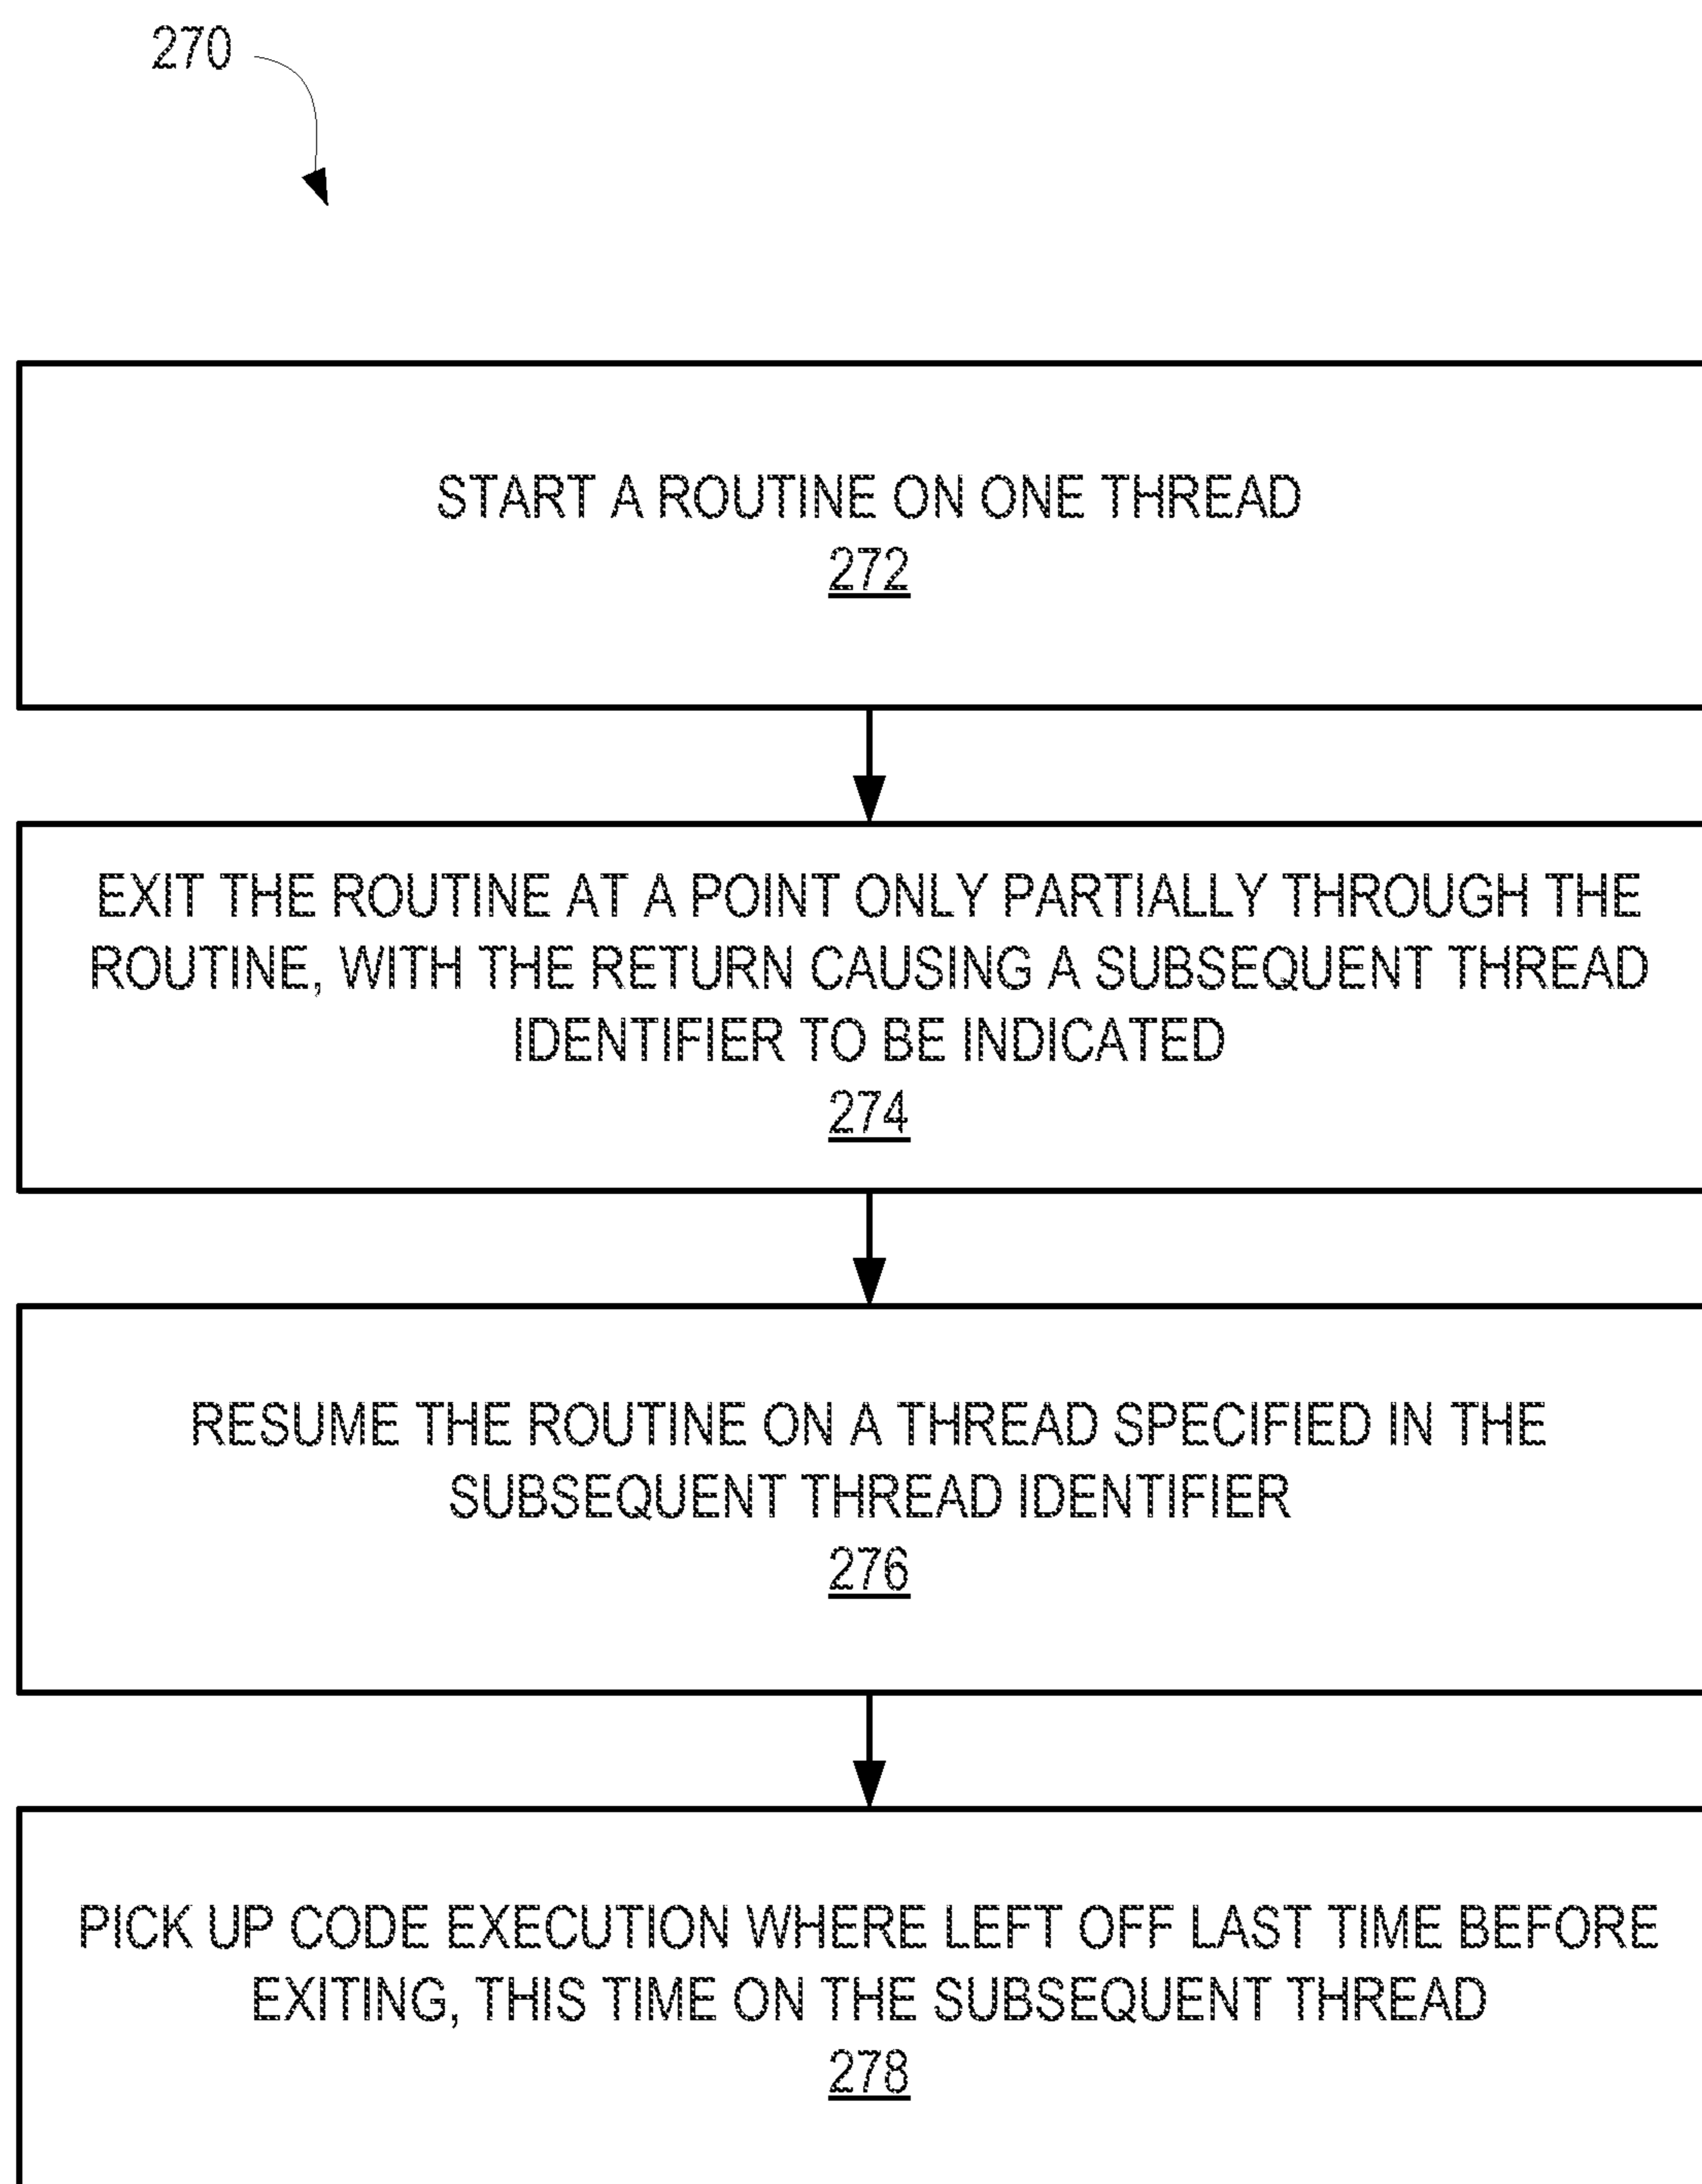 270
START A ROUTINE ON ONE THREAD
272
EXIT THE ROUTINE AT A POINT ONLY PARTIALLY THROUGH THE
ROUTINE, WITH THE RETURN CAUSING A SUBSEQUENT THREAD
IDENTIFIER TO BE INDICATED
274
RESUME THE ROUTINE ON A THREAD SPECIFIED IN THE
SUBSEQUENT THREAD IDENTIFIER
276
PICK UP CODE EXECUTION WHERE LEFT OFF LAST TIME BEFORE
EXITING, THIS TIME ON THE SUBSEQUENT THREAD
278